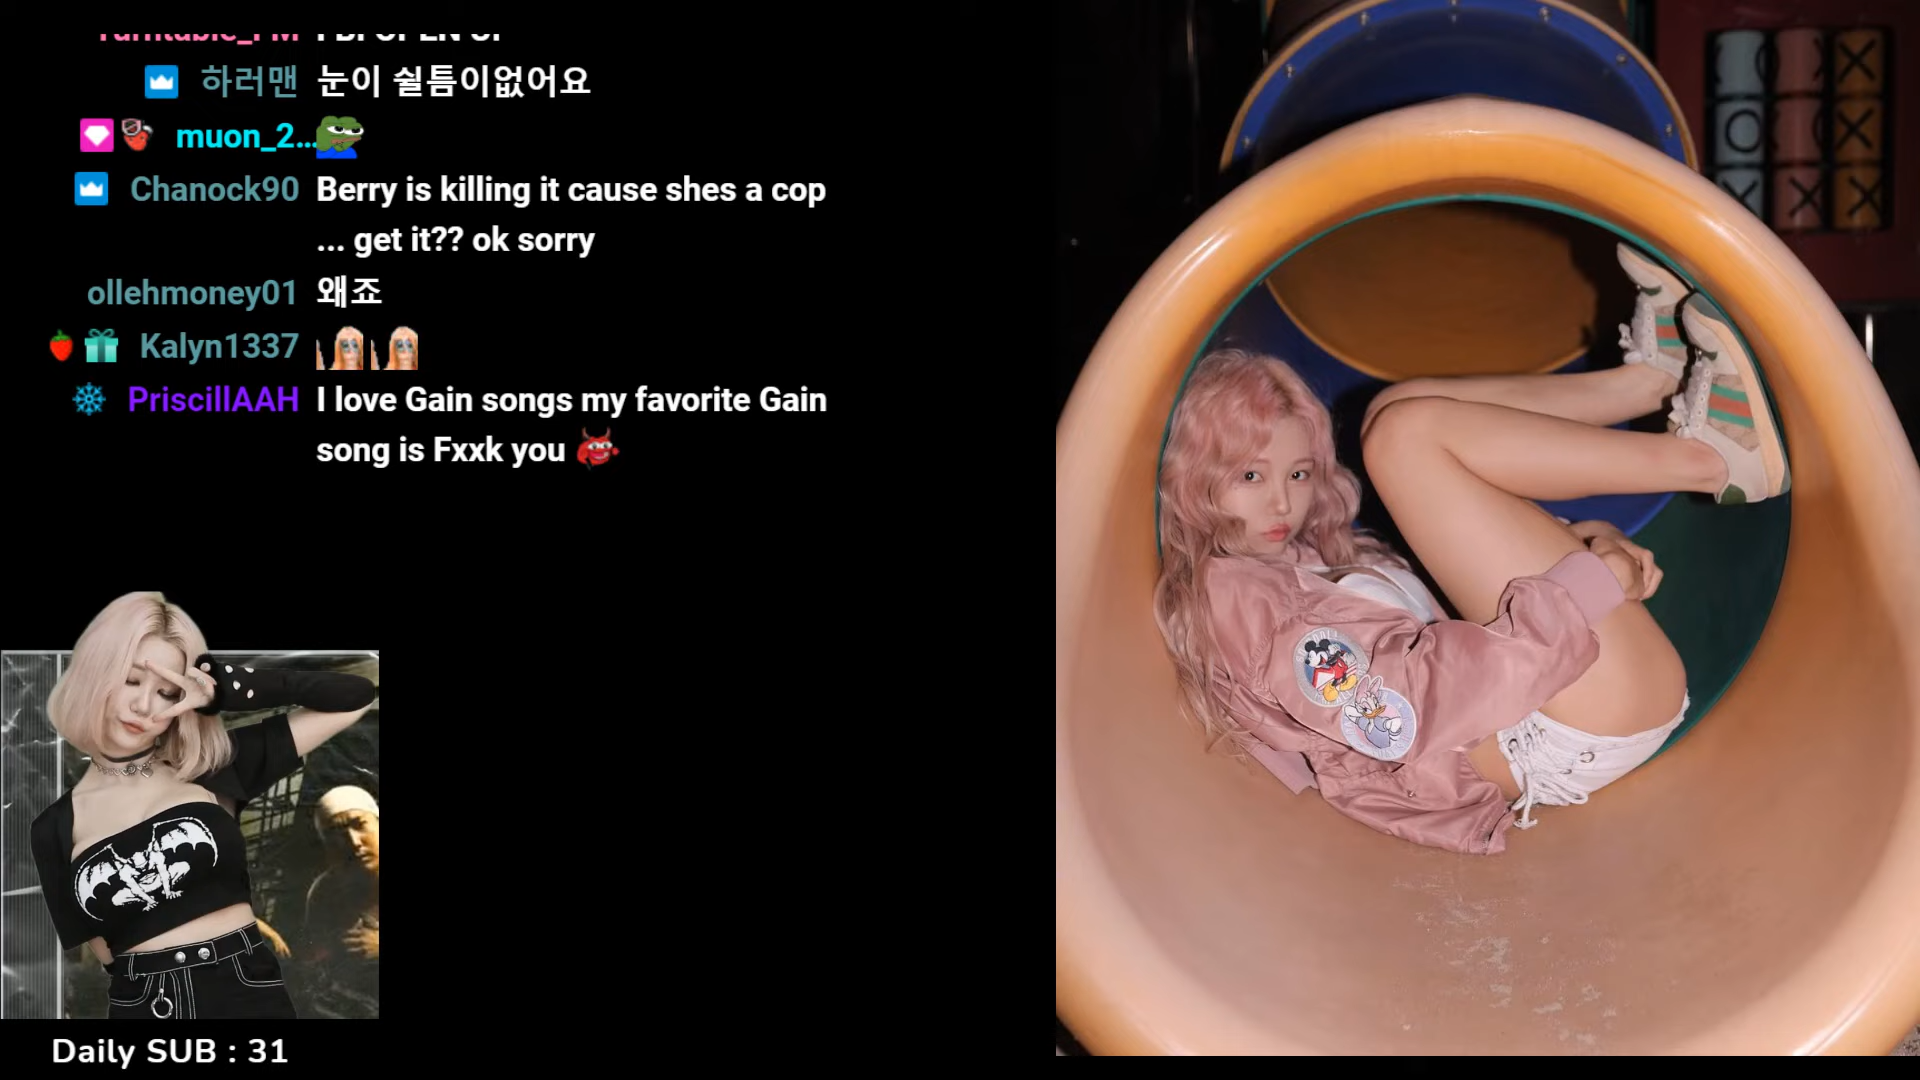 하러맨 눈이 쉴틈이없어요
muon_2...
Chanock90 Berry is killing it cause shes a cop
... get it?? ok sorry
ollehmoney01 왜죠
Kalyn1337
PriscillAAH I love Gain songs my favorite Gain
song is Fxxk you
Daily SUB : 31